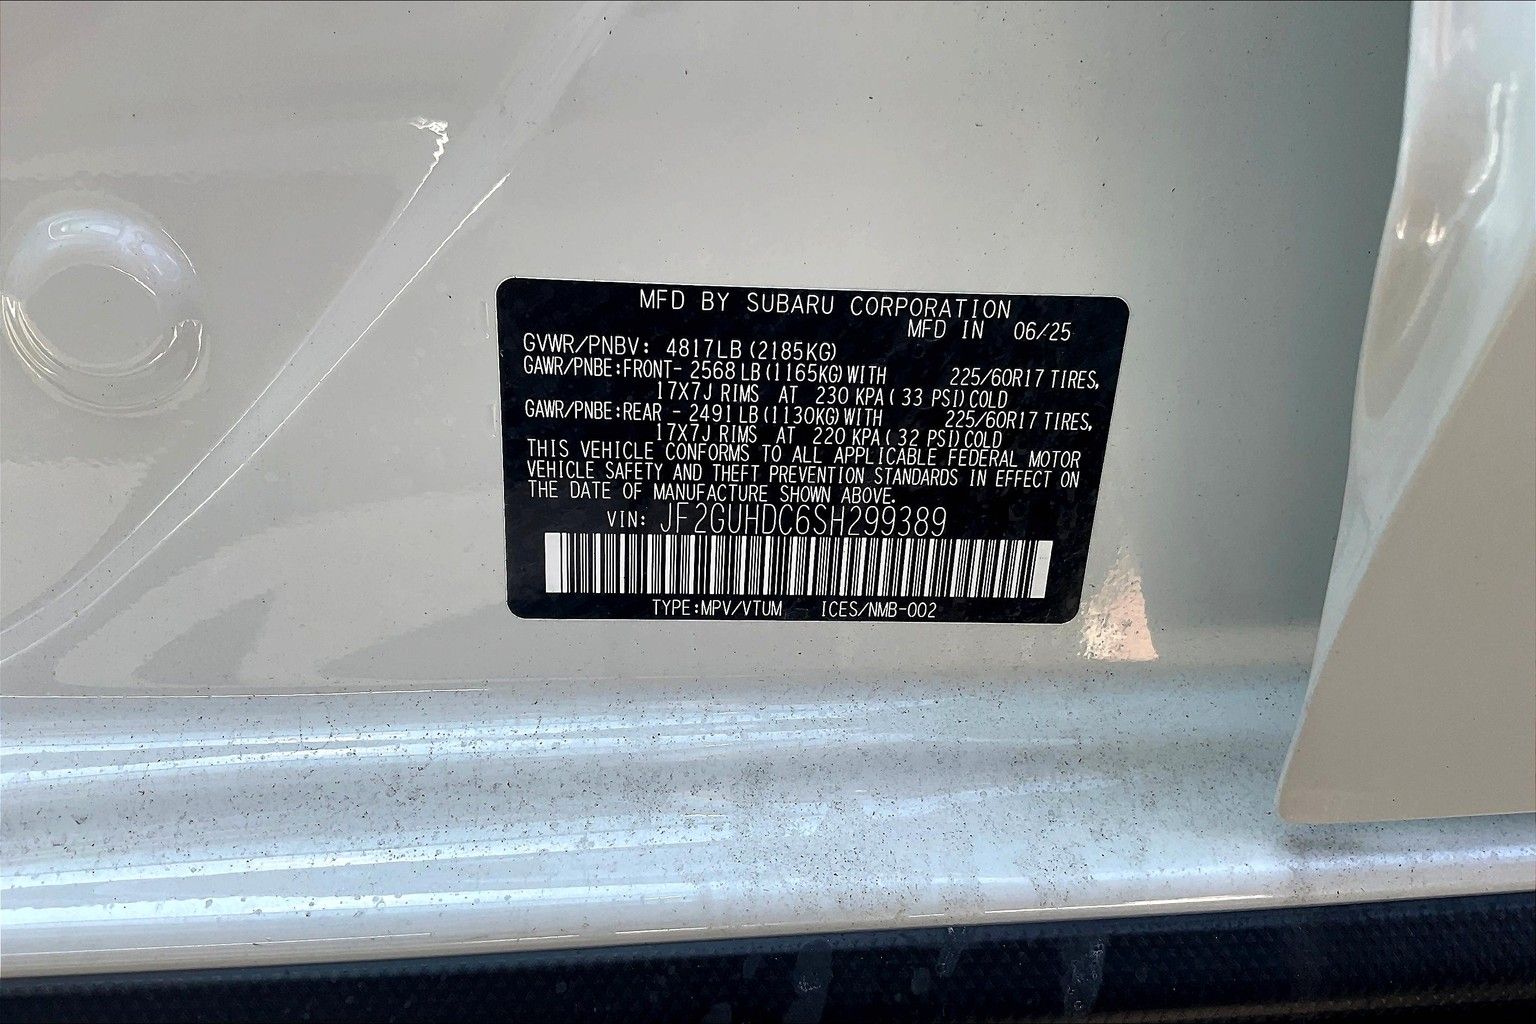 MFD BY SUBARU CORPORATION
MFD IN 06/25
GVWR/PNBV: 4817LB (2185KG)
GAWR/PNBE:FRONT- 2568 LB (1165KG) WITH 225/60R17 TIRES,
17X7J RIMS AT 230 KPA ( 33 PSI) COLD
GAWR/PNBE:REAR - 2491 LB (1130KG) WITH 225/60R17 TIRES,
17X7J RIMS AT 220 KPA ( 32 PSI) COLD
THIS VEHICLE CONFORMS TO ALL APPLICABLE FEDERAL MOTOR
VEHICLE SAFETY AND THEFT PREVENTION STANDARDS IN EFFECT ON
THE DATE OF MANUFACTURE SHOWN ABOVE.
VIN: JF2GUHDC6SH299389
TYPE:MPV/VTUM ICES/NMB-002